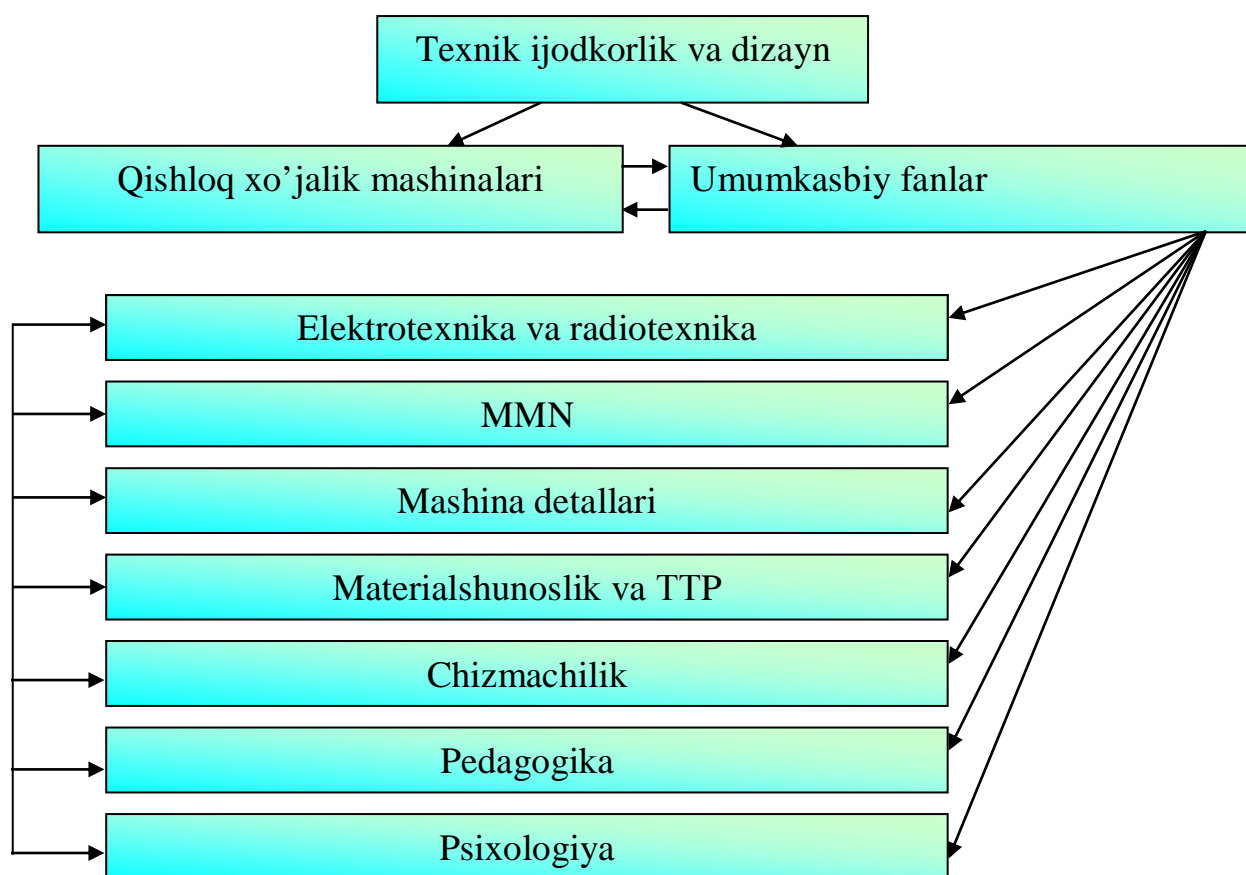 Texnik ijodkorlik va dizayn
Qishloq xo’jalik mashinalari
Umumkasbiy fanlar
Elektrotexnika va radiotexnika
MMN
Mashina detallari
Materialshunoslik va TTP
Chizmachilik
Pedagogika
Psixologiya